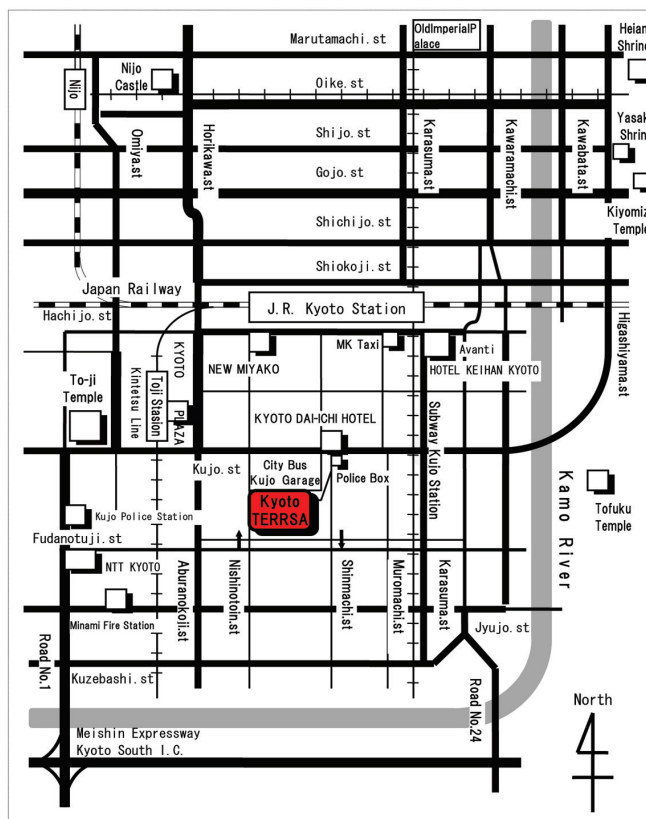 OldImperialP
alace
Heian
Shrine
Marutamachi.st
Nijo
Castle
Nijo
Oike.st
Omiya.st
Horikawa.st
Shijo.st
Karasuma.st
Kawaramachi.st
Kawabata.st
Yasak
Shrin
Gojo.st
Kiyomiz
Temple
Shichijo.st
Shiokoji.st
Japan Railway
J.R. Kyoto Station
Hachijo.st
Higashiyama.st
NEW MIYAKO
MK Taxi
Avanti
HOTEL KEIHAN KYOTO
To-ji
Temple
Kintetsu Line
Toji Stasion
KYOTO
PLAZA
KYOTO DAI-ICHI HOTEL
Subway Kujo Station
Kujo.st
City Bus
Kujo Garage
Police Box
Kyoto
TERRSA
Kamo River
Tofuku
Temple
Kujo Police Station
Fudanotuji.st
NTT KYOTO
Aburanokoji.st
Nishinotoin.st
Shinmachi.st
Muromachi.st
Karasuma.st
Minami Fire Station
Jyujo.st
Road No.1
Kuzebashi.st
Road No.24
North
Meishin Expressway
Kyoto South I.C.